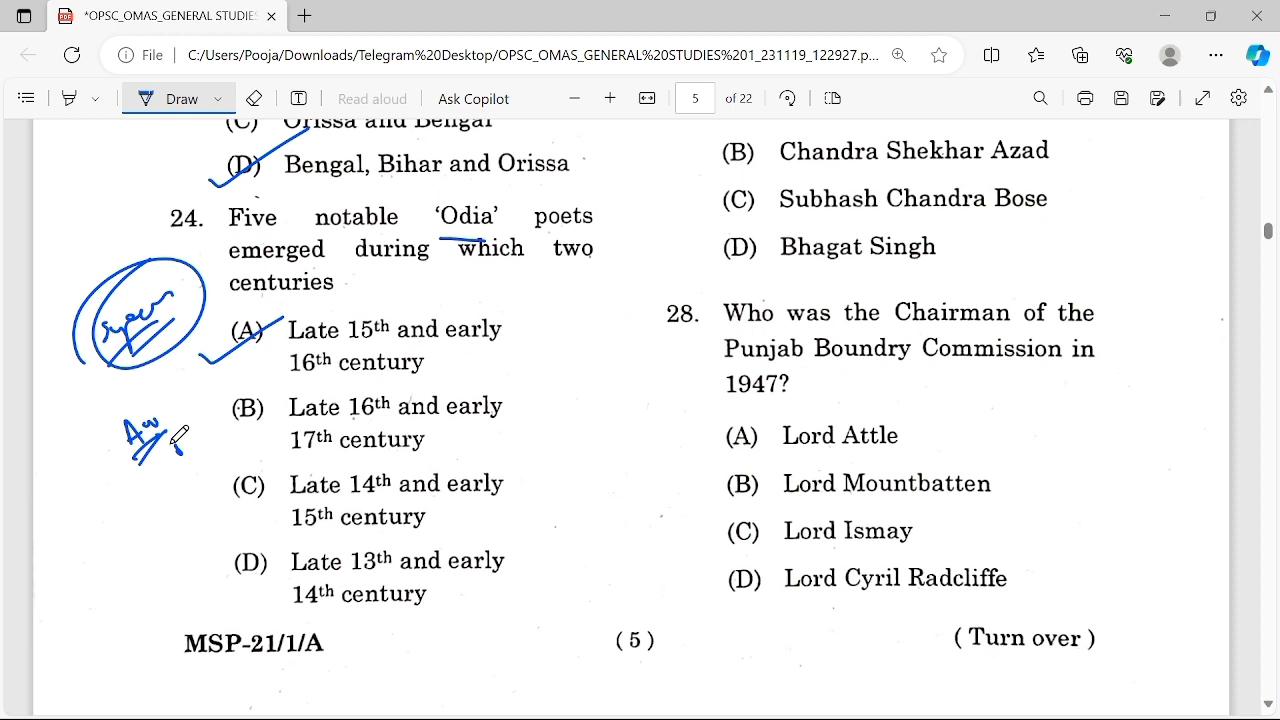 *OPSC_OMAS_GENERAL STUDIES
File
C:/Users/Pooja/Downloads/Telegram%20Desktop/OPSC_OMAS_GENERAL%20STUDIES%201_231119_122927.p...
Draw
Read aloud
Ask Copilot
5
of 22
(C) Orissa and Bengal
(D) Bengal, Bihar and Orissa
24. Five notable ‘Odia’ poets
emerged during which two
centuries
(A) Late 15th and early
16th century
(B) Late 16th and early
17th century
(C) Late 14th and early
15th century
(D) Late 13th and early
14th century
(B) Chandra Shekhar Azad
(C) Subhash Chandra Bose
(D) Bhagat Singh
28. Who was the Chairman of the
Punjab Boundry Commission in
1947?
(A) Lord Attle
(B) Lord Mountbatten
(C) Lord Ismay
(D) Lord Cyril Radcliffe
MSP-21/1/A
( 5 )
( Turn over )